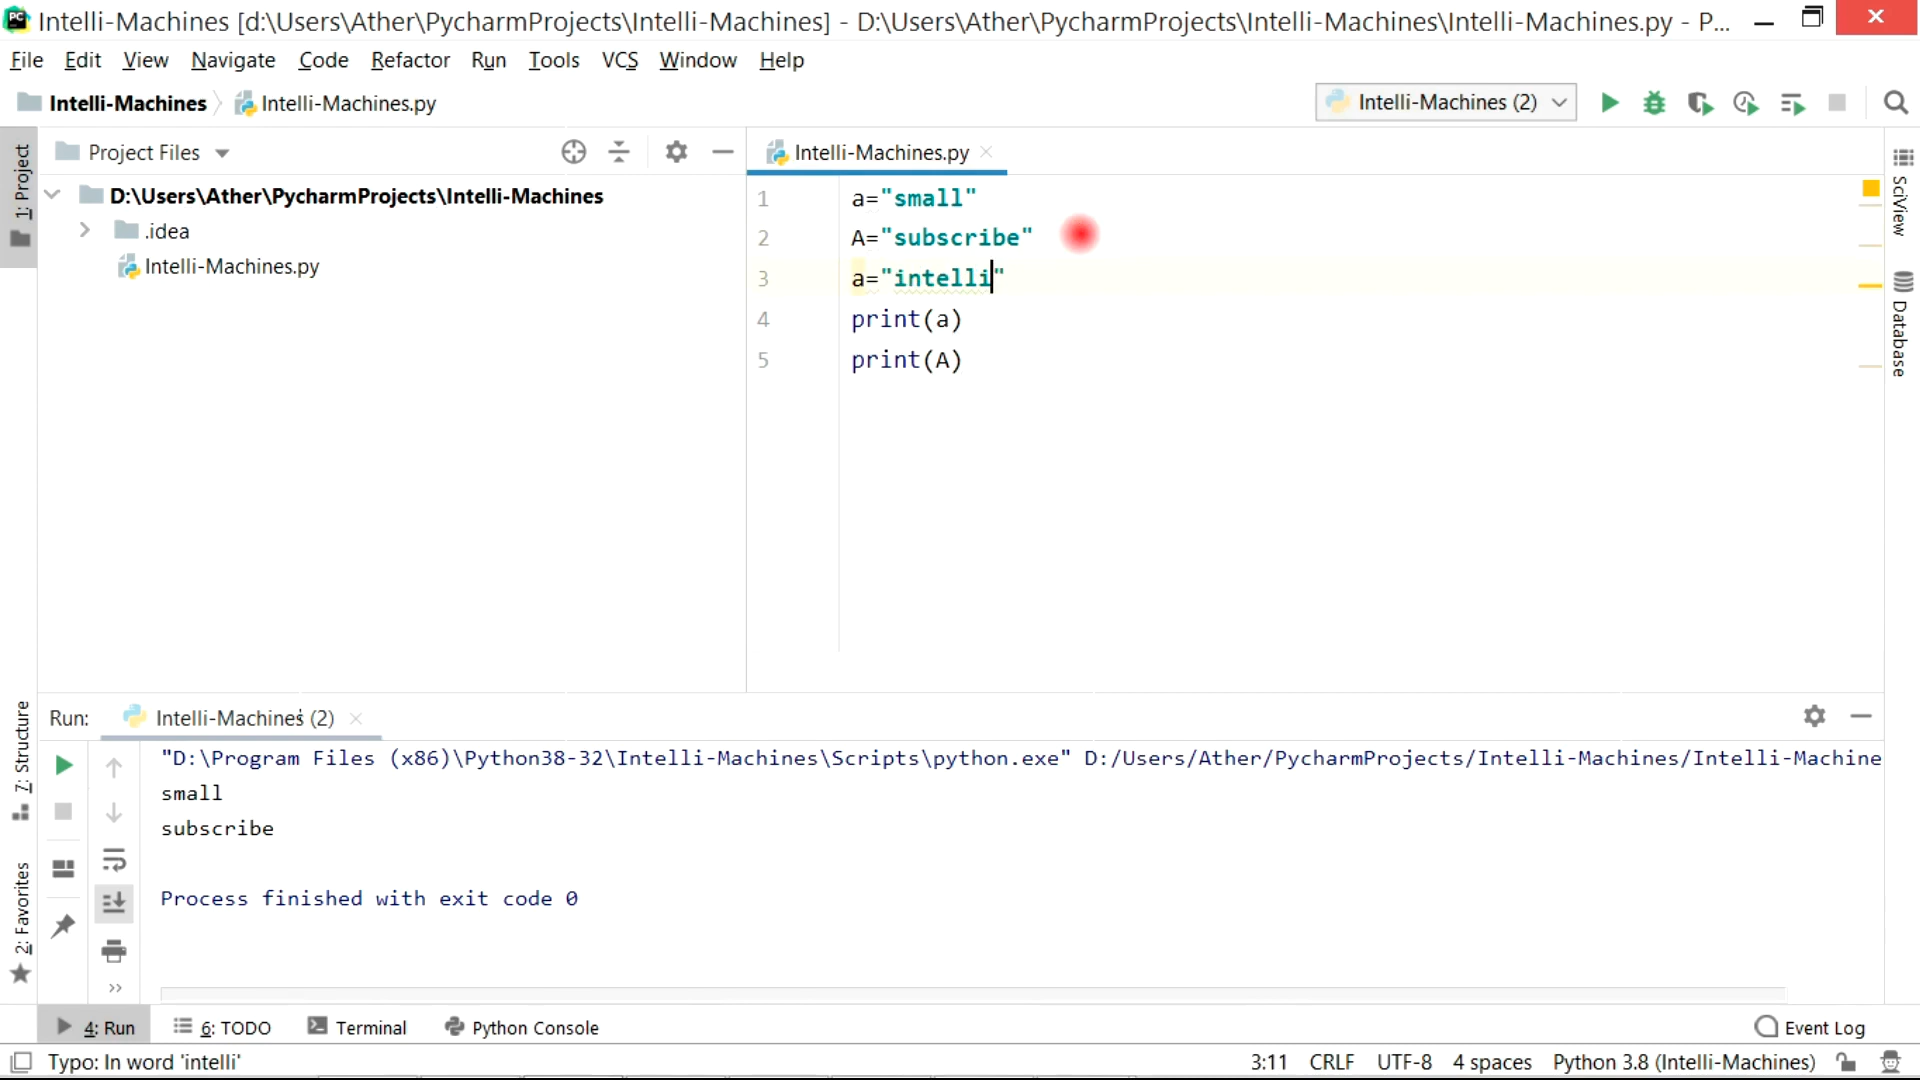 Intelli-Machines [d:\Users\Ather\PycharmProjects\Intelli-Machines] - D:\Users\Ather\PycharmProjects\Intelli-Machines\Intelli-Machines.py - P...
File Edit View Navigate Code Refactor Run Tools VCS Window Help
Intelli-Machines Intelli-Machines.py Intelli-Machines (2)
1: Project
Project Files
D:\Users\Ather\PycharmProjects\Intelli-Machines
.idea
Intelli-Machines.py
Intelli-Machines.py
1 a="small"
2 A="subscribe"
3 a="intelli"
4 print(a)
5 print(A)
SciView
Database
7: Structure
2: Favorites
Run: Intelli-Machines (2)
"D:\Program Files (x86)\Python38-32\Intelli-Machines\Scripts\python.exe" D:/Users/Ather/PycharmProjects/Intelli-Machines/Intelli-Machine
small
subscribe
Process finished with exit code 0
4: Run 6: TODO Terminal Python Console Event Log
Typo: In word 'intelli' 3:11 CRLF UTF-8 4 spaces Python 3.8 (Intelli-Machines)